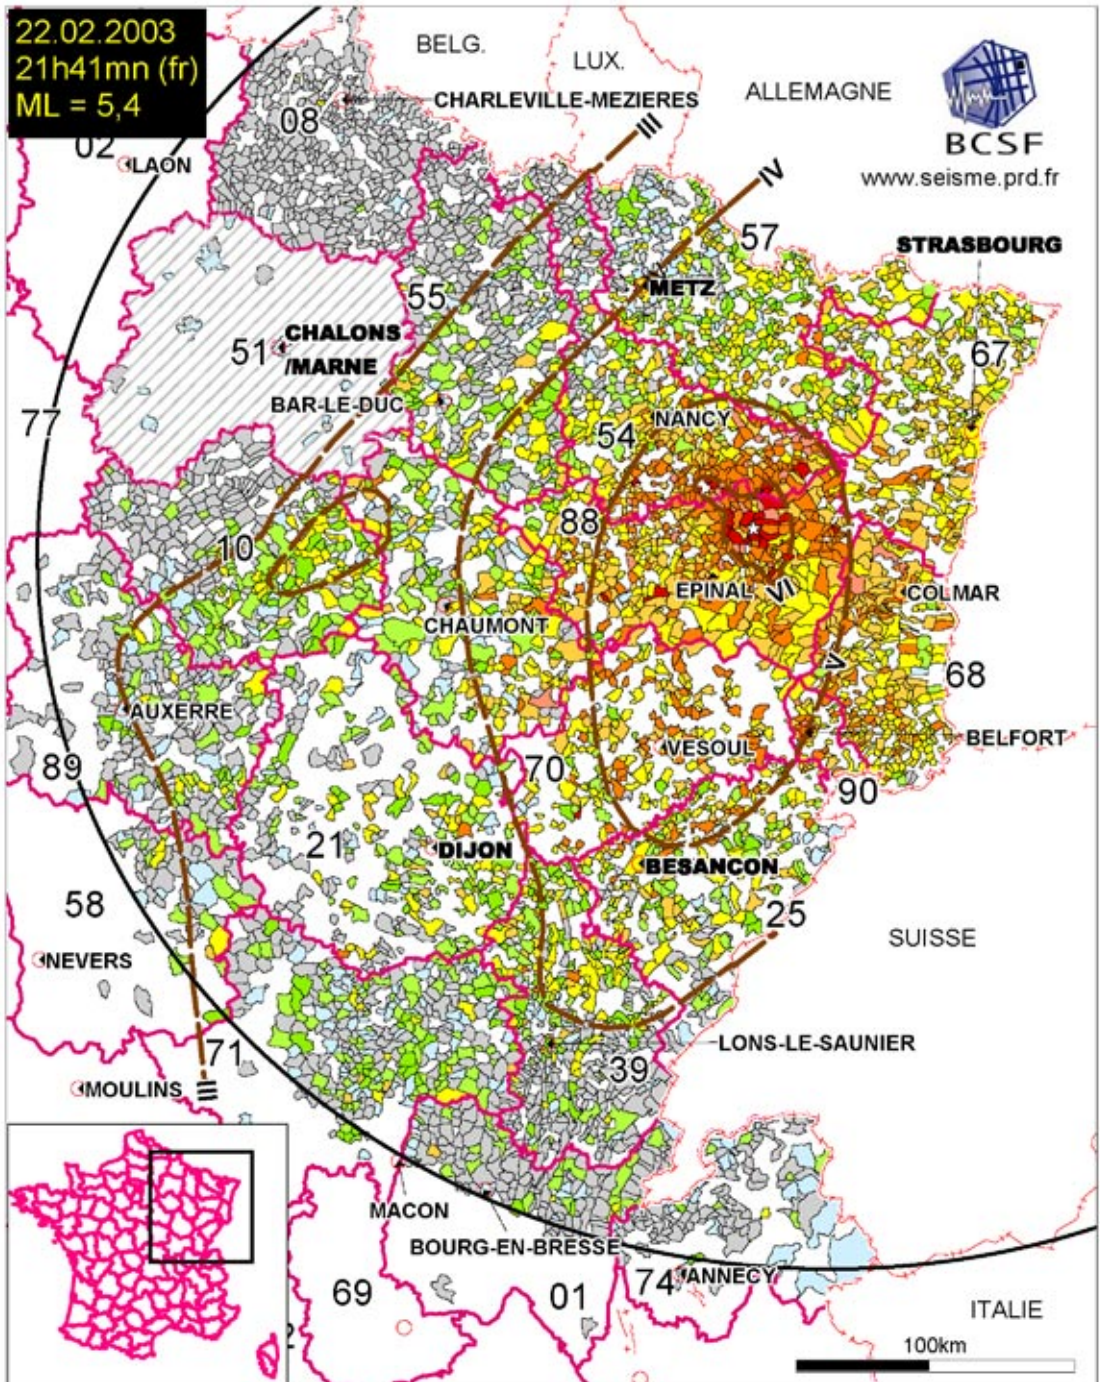 22.02.2003
21h41mn (fr)
ML = 5,4
BELG.
LUX.
ALLEMAGNE
BCSF
www.seisme.prd.fr
CHARLEVILLE-MEZIERES
08
III
02
LAON
IV
57
STRASBOURG
55
METZ
51
CHALONS
/MARNE
67
BAR-LE-DUC
77
NANCY
54
88
10
EPINAL
VI
COLMAR
CHAUMONT
V
68
AUXERRE
BELFORT
VESOUL
89
70
90
21
DIJON
BESANCON
58
25
SUISSE
NEVERS
LONS-LE-SAUNIER
71
39
MOULINS
III
MACON
BOURG-EN-BRESSE
69
01
74
ANNECY
ITALIE
2
100km